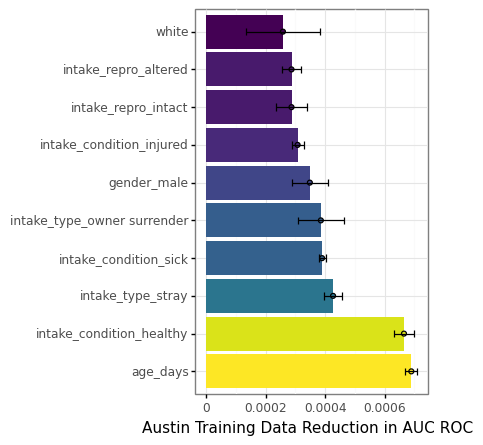 white
intake_repro_altered
intake_repro_intact
intake_condition_injured
gender_male
intake_type_owner surrender
intake_condition_sick
intake_type_stray
intake_condition_healthy
age_days
0 0.0002 0.0004 0.0006
Austin Training Data Reduction in AUC ROC